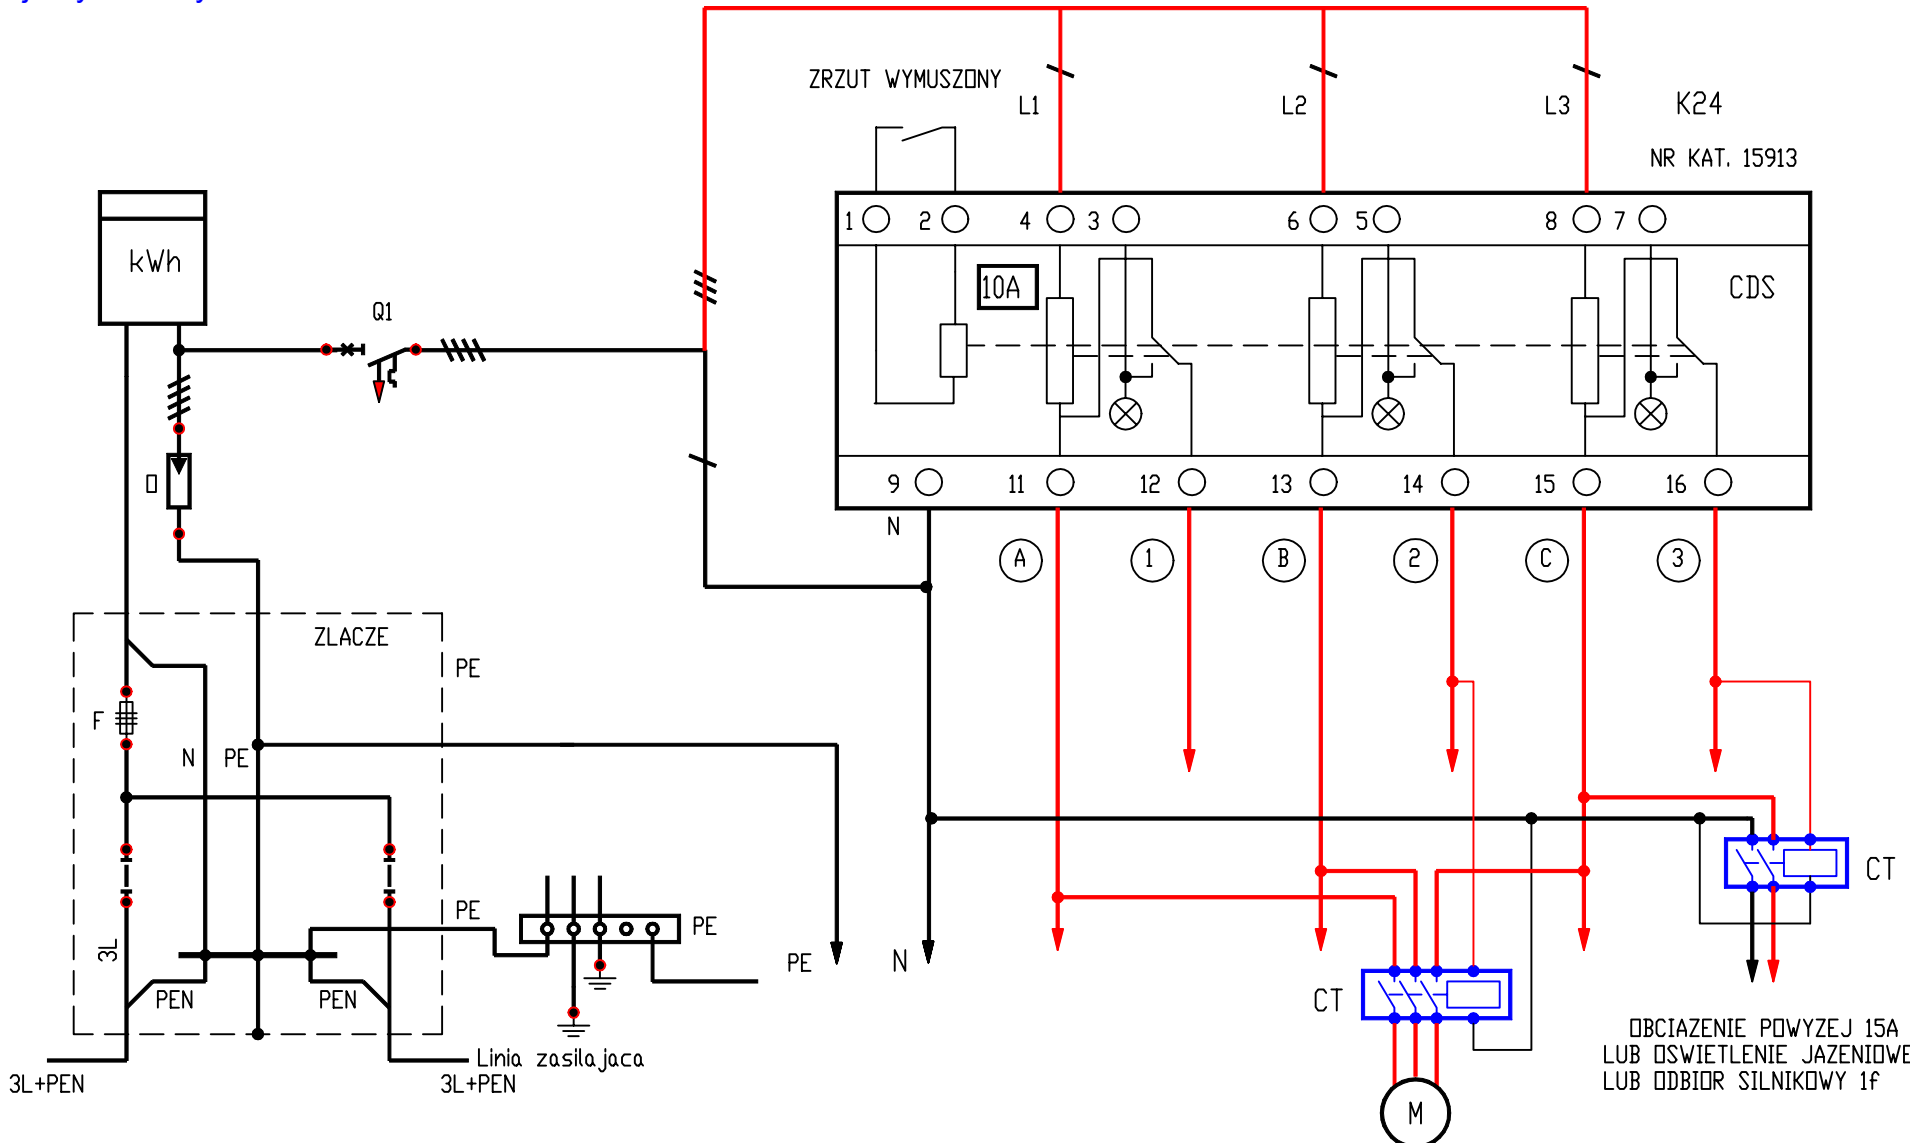 ZRZUT WYMUSZONY
L1
L2
L3
K24
NR KAT. 15913
1
2
4
3
6
5
8
7
kWh
10A
CDS
Q1
9
11
12
13
14
15
16
O
N
A
1
B
2
C
3
ZLACZE
PE
F
N
PE
CT
PE
PE
3L
PE
N
PEN
PEN
CT
OBCIAZENIE POWYZEJ 15A
Linia zasilajaca
LUB OSWIETLENIE JAZENIOWE
3L+PEN
3L+PEN
LUB ODBIOR SILNIKOWY 1f
M